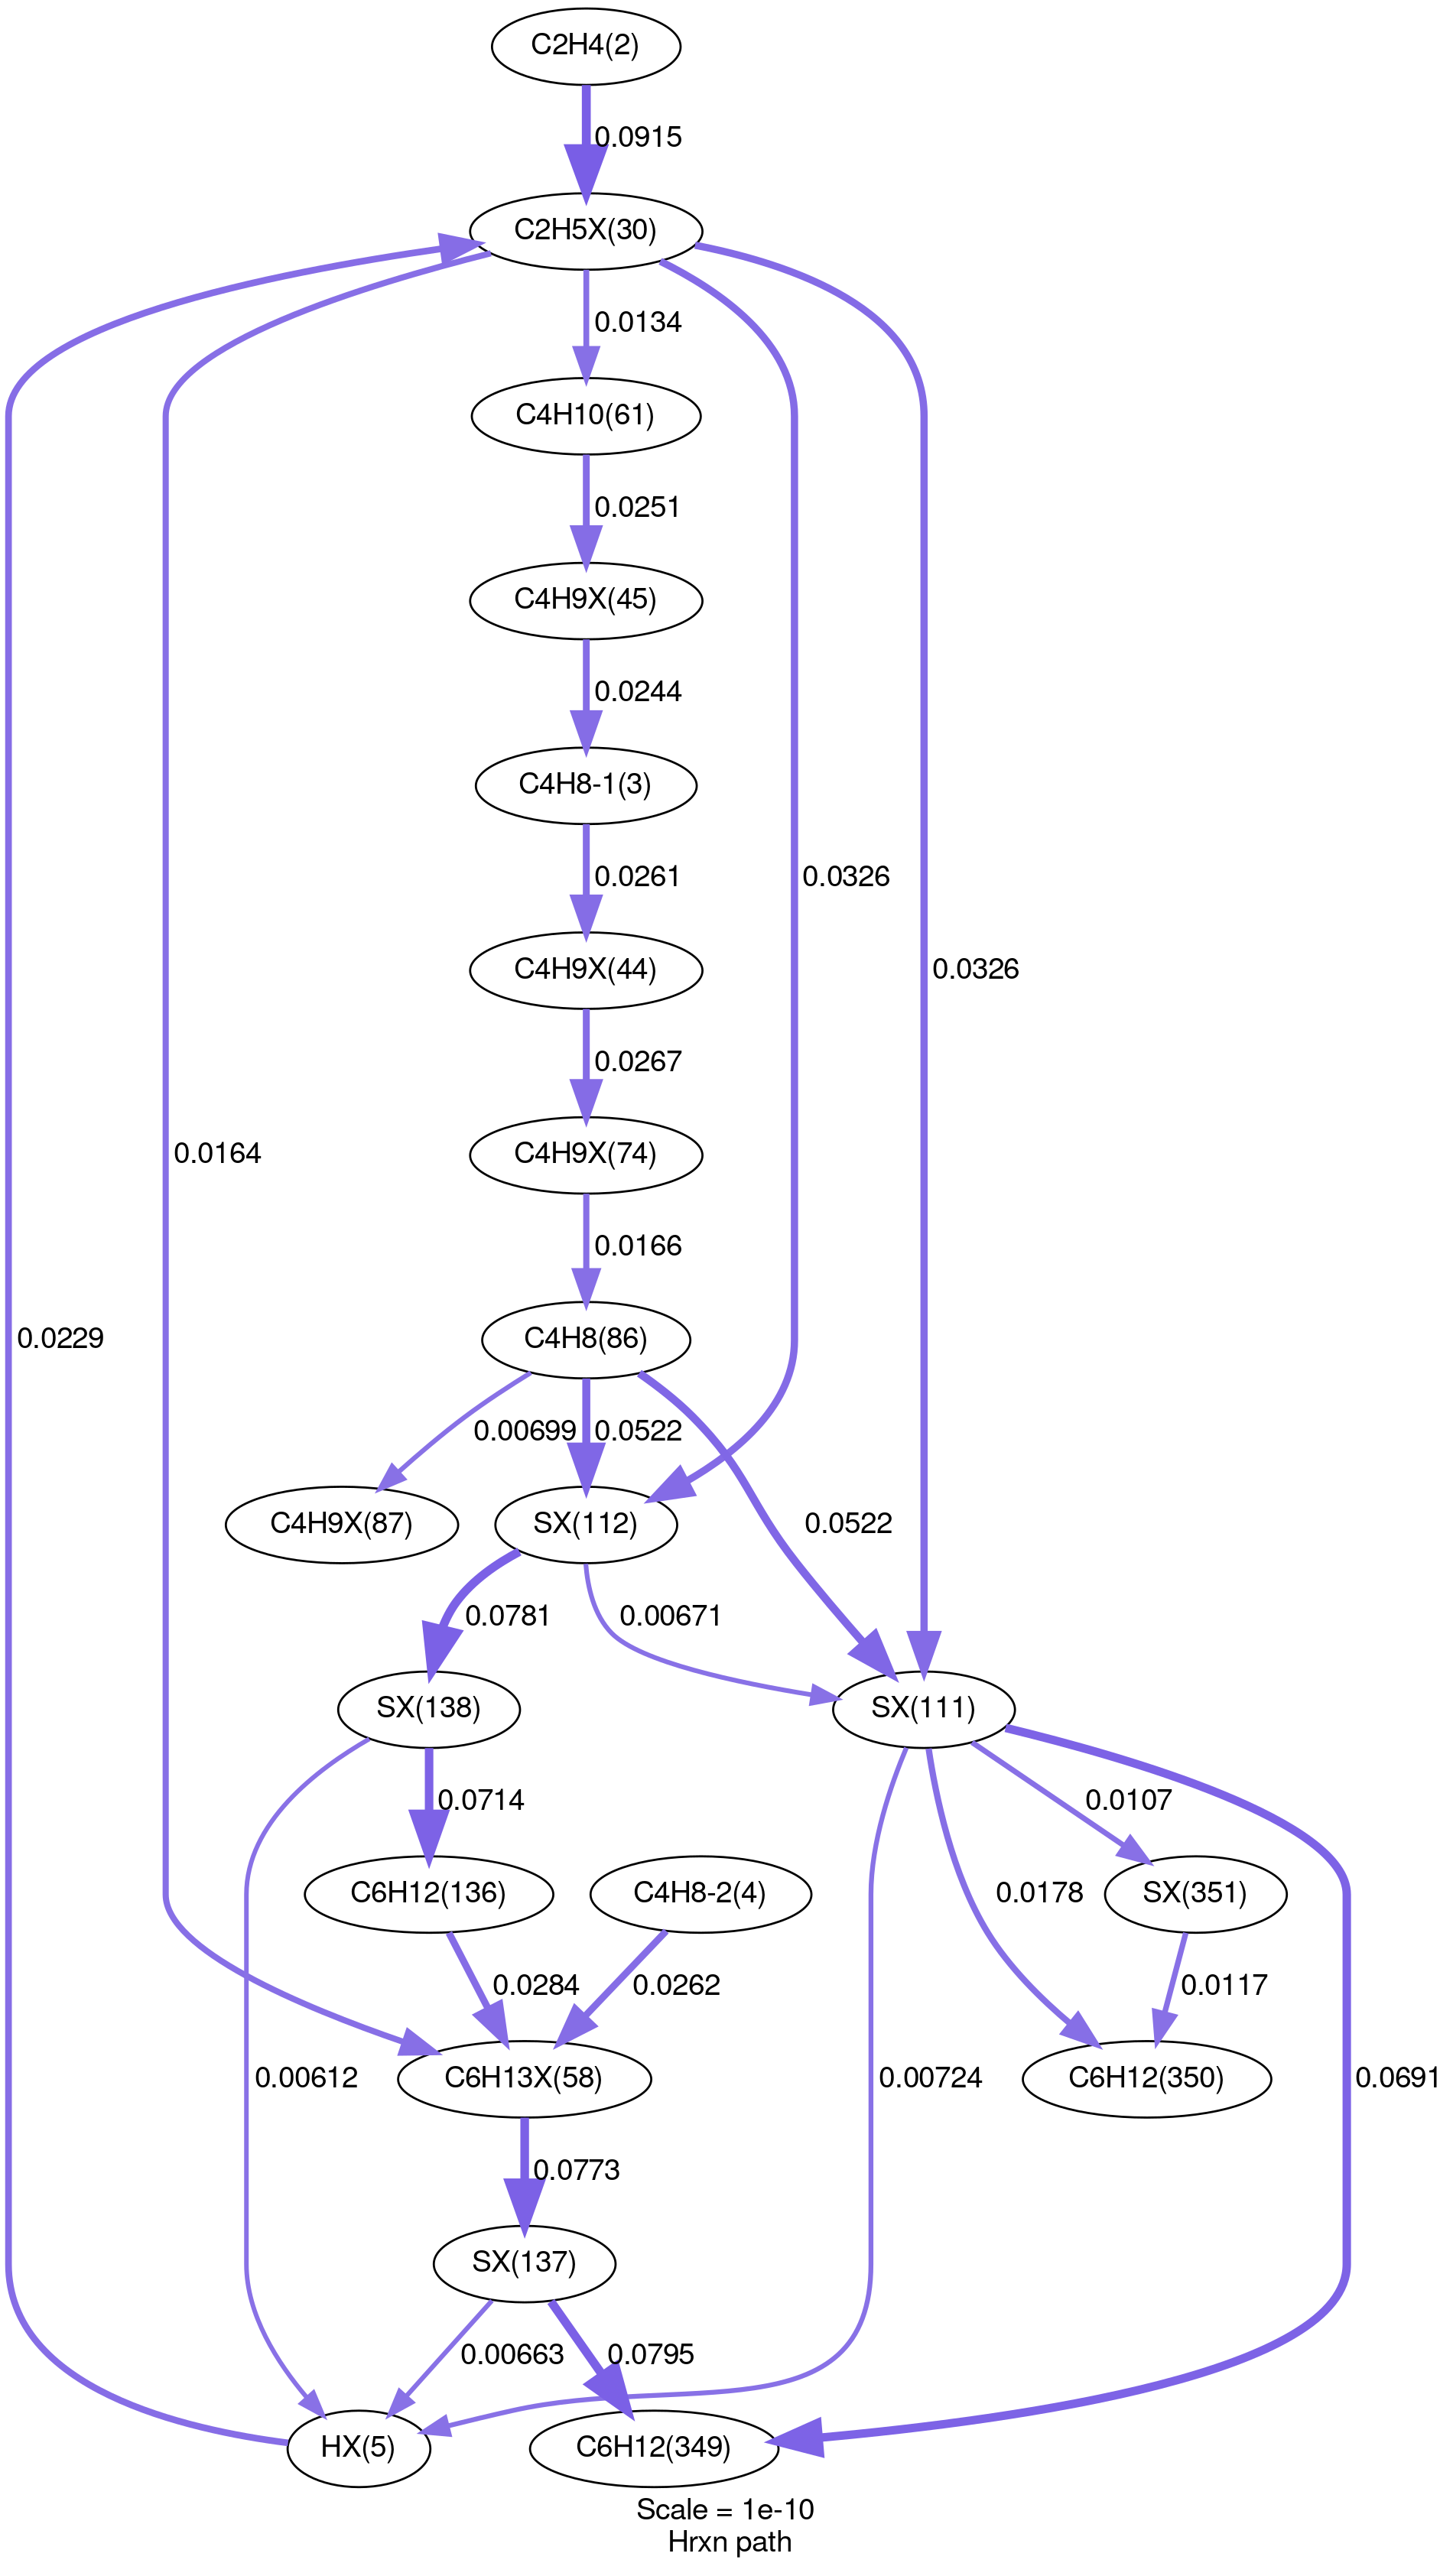 C2H4(2)
0.0915
C2H5X(30)
0.0134
C4H10(61)
0.0251
C4H9X(45)
0.0244
C4H8-1(3)
0.0261
0.0326
C4H9X(44)
0.0326
0.0267
C4H9X(74)
0.0164
0.0166
C4H8(86)
0.0229
0.00699
0.0522
C4H9X(87)
SX(112)
0.0522
0.0781
0.00671
SX(138)
SX(111)
0.0714
0.0107
C6H12(136)
C4H8-2(4)
0.0178
SX(351)
0.0284
0.0262
0.0117
0.00612
C6H13X(58)
0.00724
C6H12(350)
0.0691
0.0773
SX(137)
0.00663
0.0795
HX(5)
C6H12(349)
Scale = 1e-10
Hrxn path